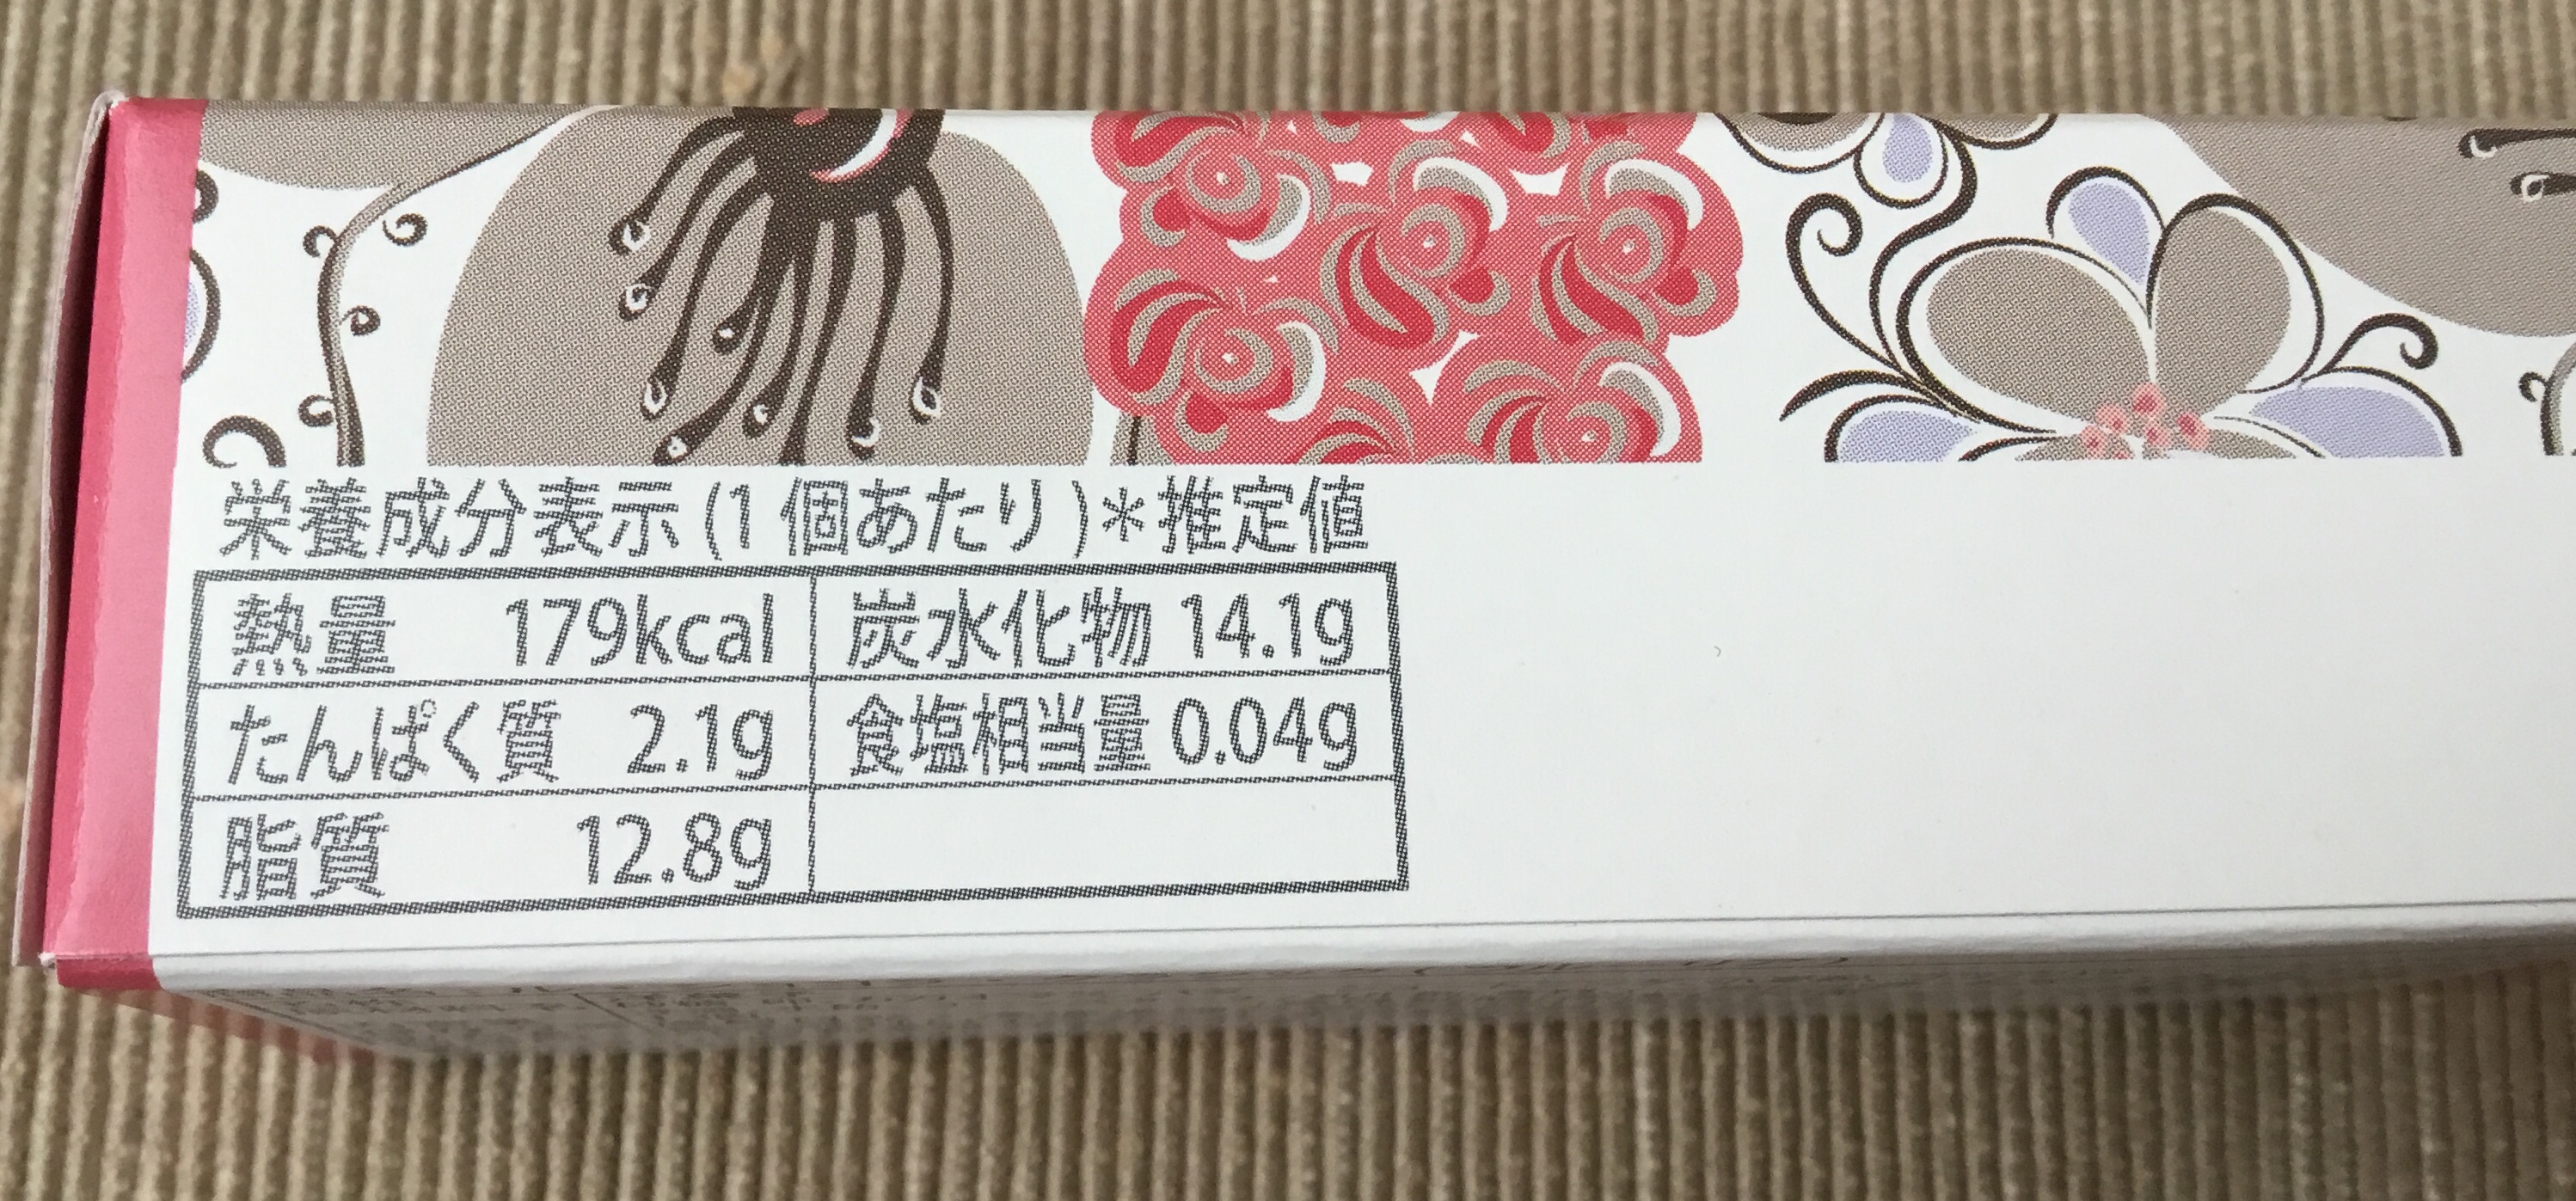 栄養成分表示(1個あたり)*推定値
熱量 179kcal 炭水化物 14.1g
たんぱく質 2.1g 食塩相当量 0.04g
脂質 12.8g